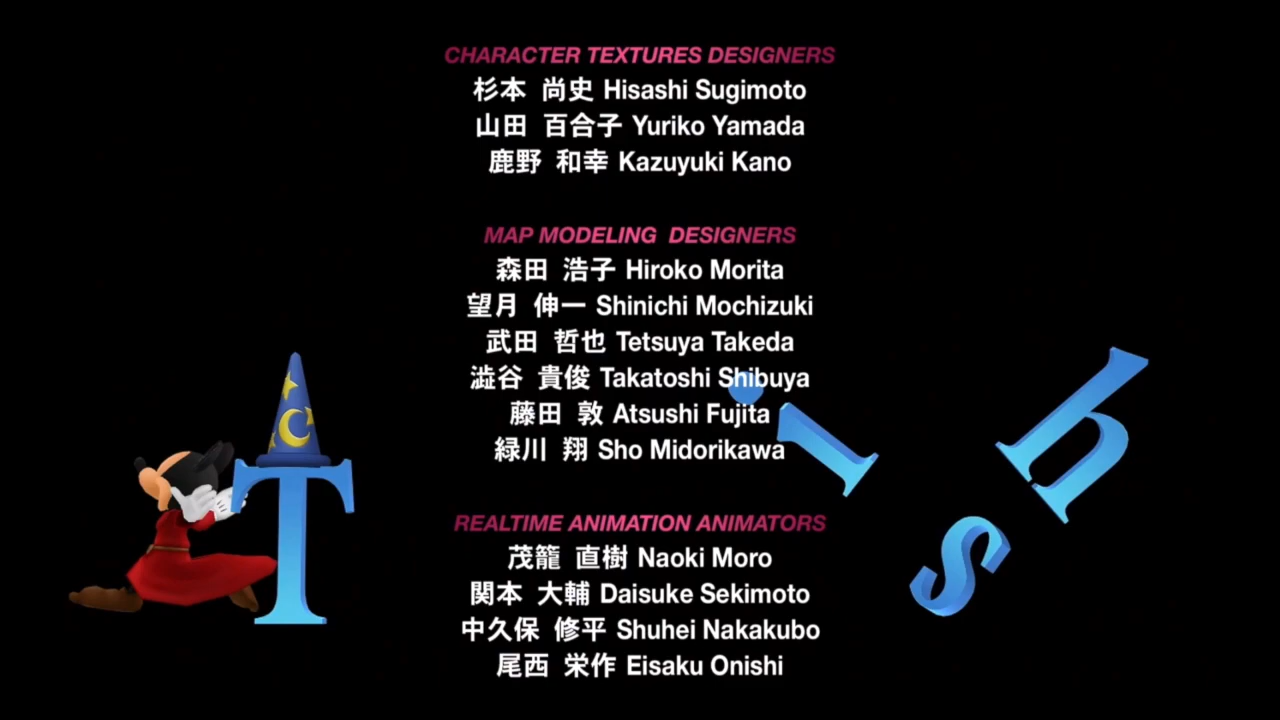 CHARACTER TEXTURES DESIGNERS
杉本 尚史 Hisashi Sugimoto
山田 百合子 Yuriko Yamada
鹿野 和幸 Kazuyuki Kano
MAP MODELING DESIGNERS
森田 浩子 Hiroko Morita
望月 伸一 Shinichi Mochizuki
武田 哲也 Tetsuya Takeda
澁谷 貴俊 Takatoshi Shibuya
藤田 敦 Atsushi Fujita
緑川 翔 Sho Midorikawa
REALTIME ANIMATION ANIMATORS
茂籠 直樹 Naoki Moro
関本 大輔 Daisuke Sekimoto
中久保 修平 Shuhei Nakakubo
尾西 栄作 Eisaku Onishi
T
i
s
h